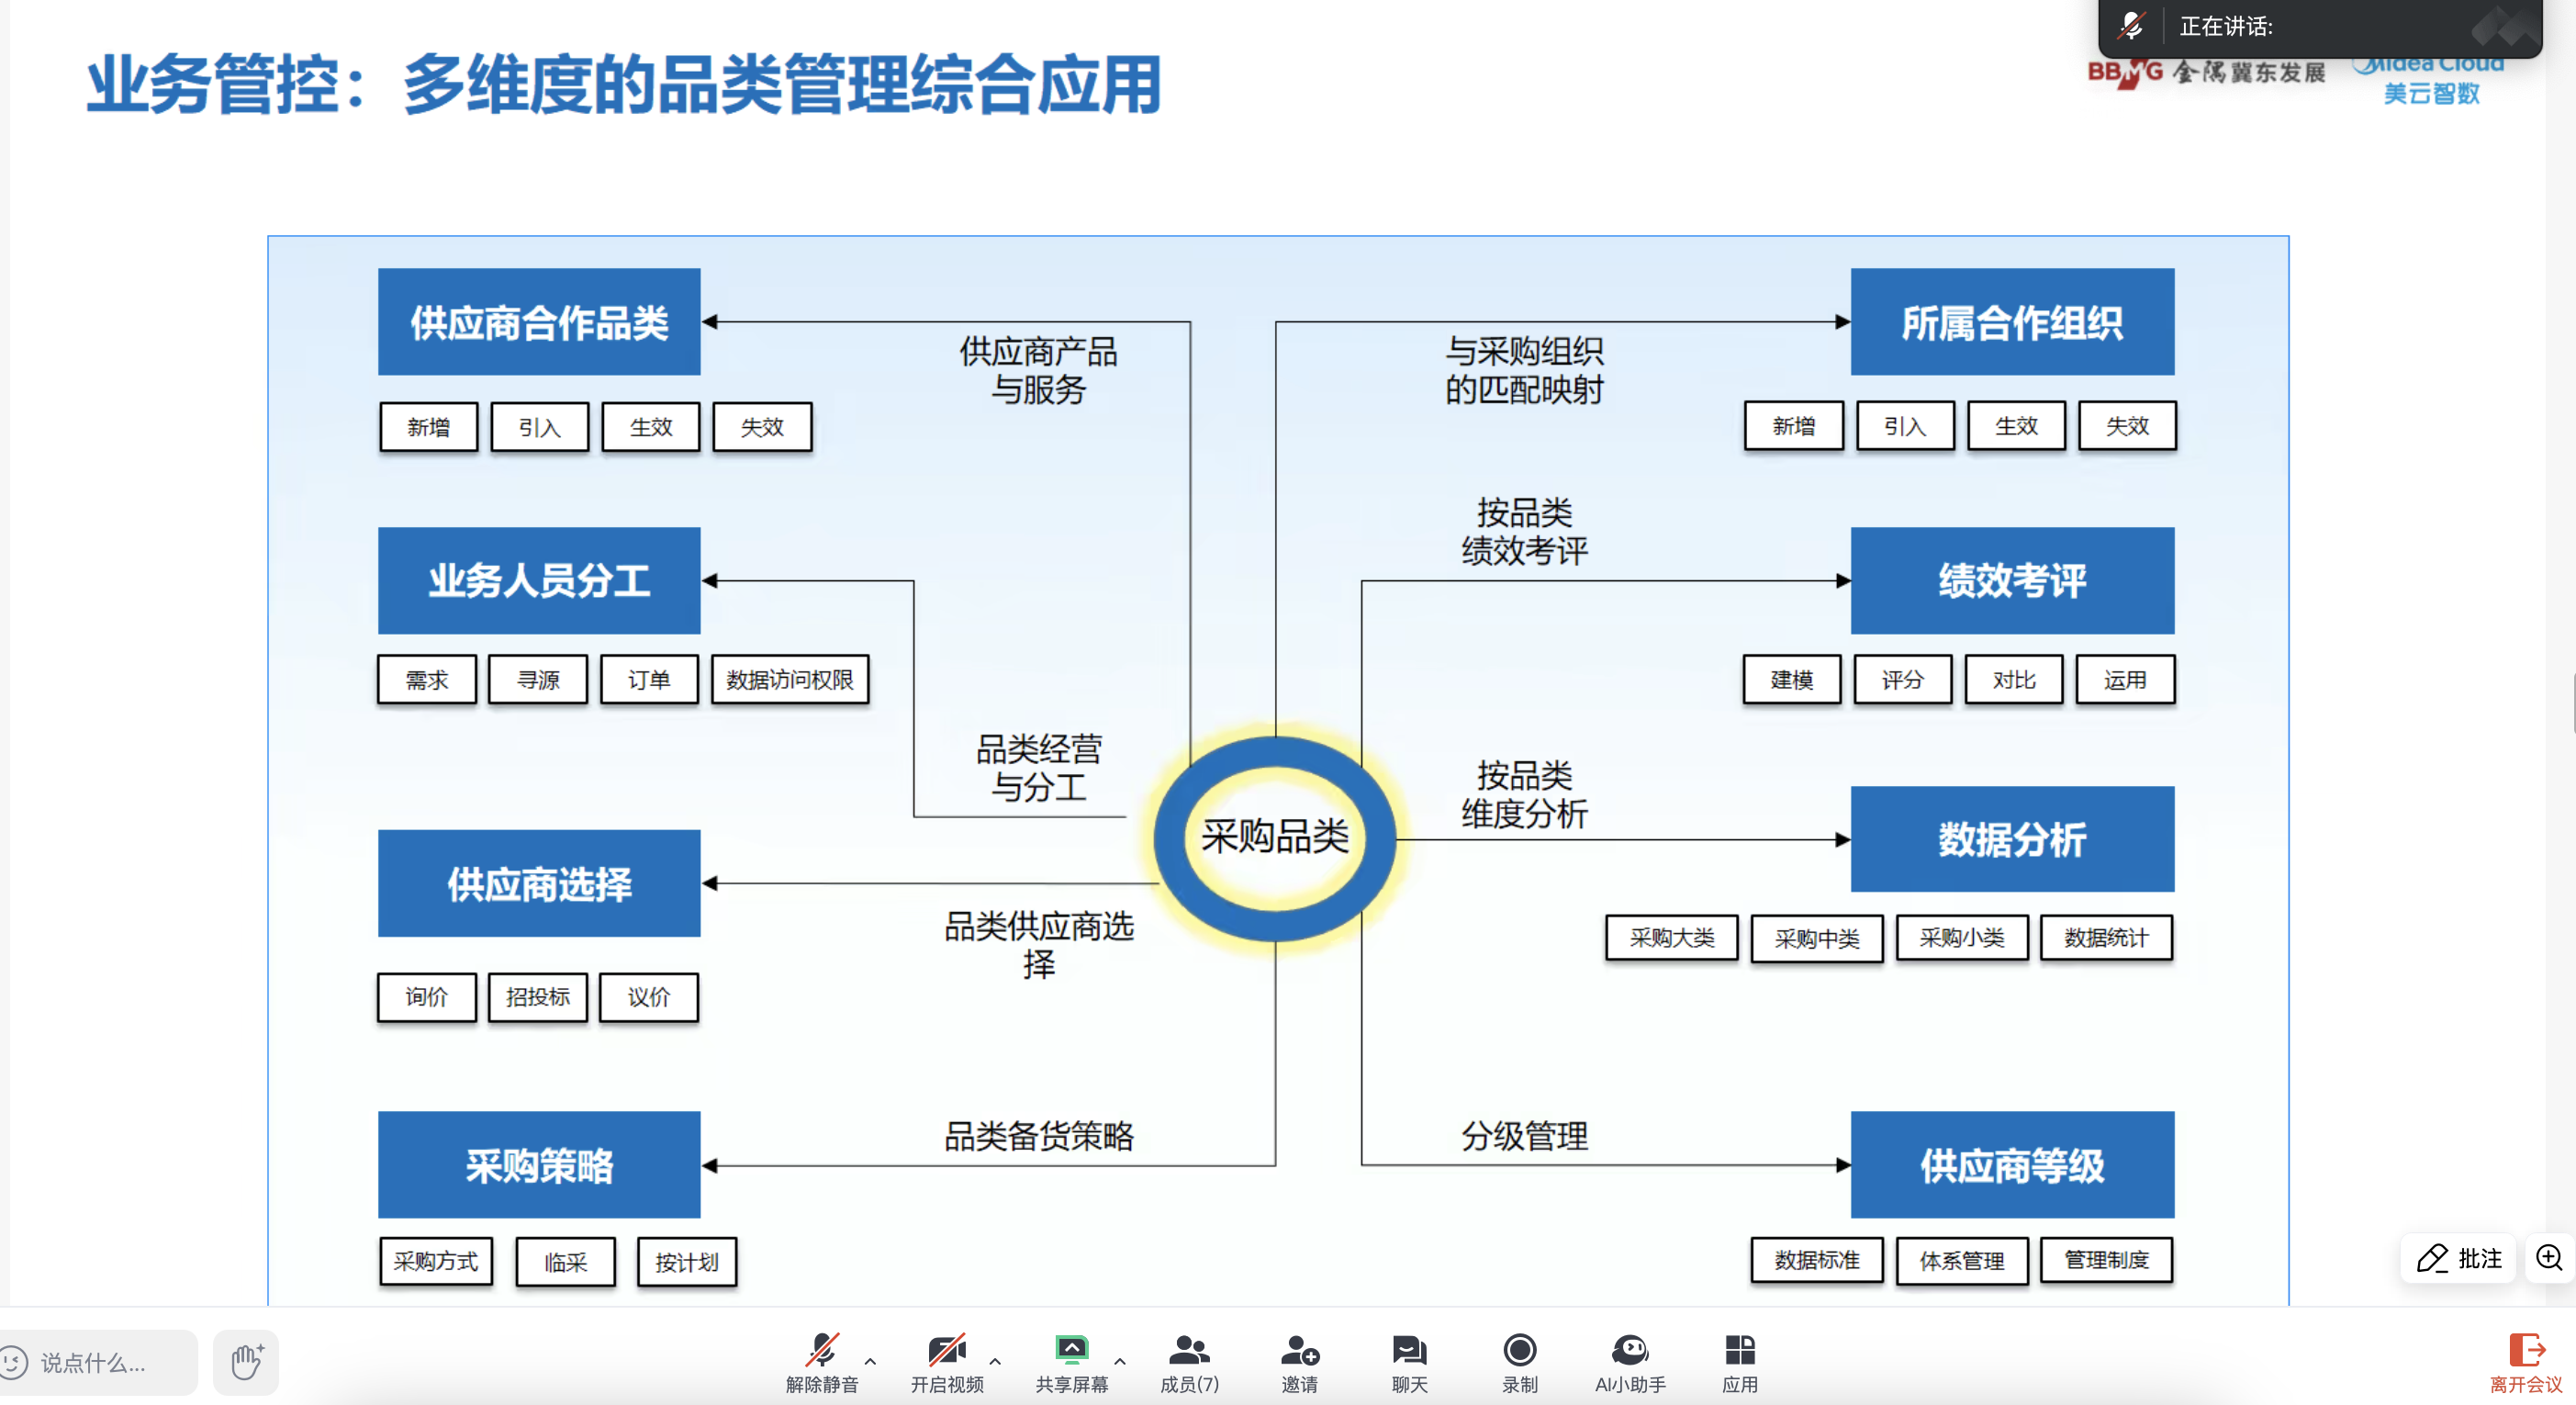 正在讲话:
业务管控：多维度的品类管理综合应用
BBMG 金隅冀东发展
Midea Cloud
美云智数
供应商合作品类
供应商产品
与服务
新增 引入 生效 失效
与采购组织
的匹配映射
所属合作组织
新增 引入 生效 失效
业务人员分工
需求 寻源 订单 数据访问权限
品类经营
与分工
按品类
绩效考评
绩效考评
建模 评分 对比 运用
采购品类
供应商选择
品类供应商选
择
询价 招投标 议价
按品类
维度分析
数据分析
采购大类 采购中类 采购小类 数据统计
采购策略
品类备货策略
采购方式 临采 按计划
分级管理
供应商等级
数据标准 体系管理 管理制度
批注
说点什么...
解除静音 开启视频 共享屏幕 成员(7) 邀请 聊天 录制 AI小助手 应用 离开会议